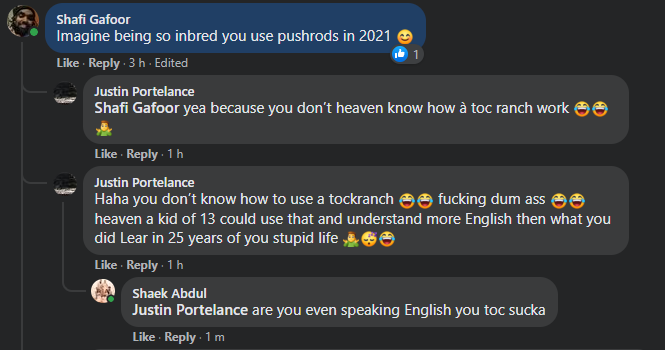 Shafi Gafoor
Imagine being so inbred you use pushrods in 2021 😊
1
Like · Reply · 3 h · Edited
Justin Portelance
Shafi Gafoor yea because you don't heaven know how à toc ranch work 😂😂
🤷‍♂️
Like · Reply · 1 h
Justin Portelance
Haha you don't know how to use a tockranch 😂😂 fucking dum ass 😂😂
heaven a kid of 13 could use that and understand more English then what you
did Lear in 25 years of you stupid life 🤷‍♂️😴😂
Like · Reply · 1 h
Shaek Abdul
Justin Portelance are you even speaking English you toc sucka
Like · Reply · 1 m